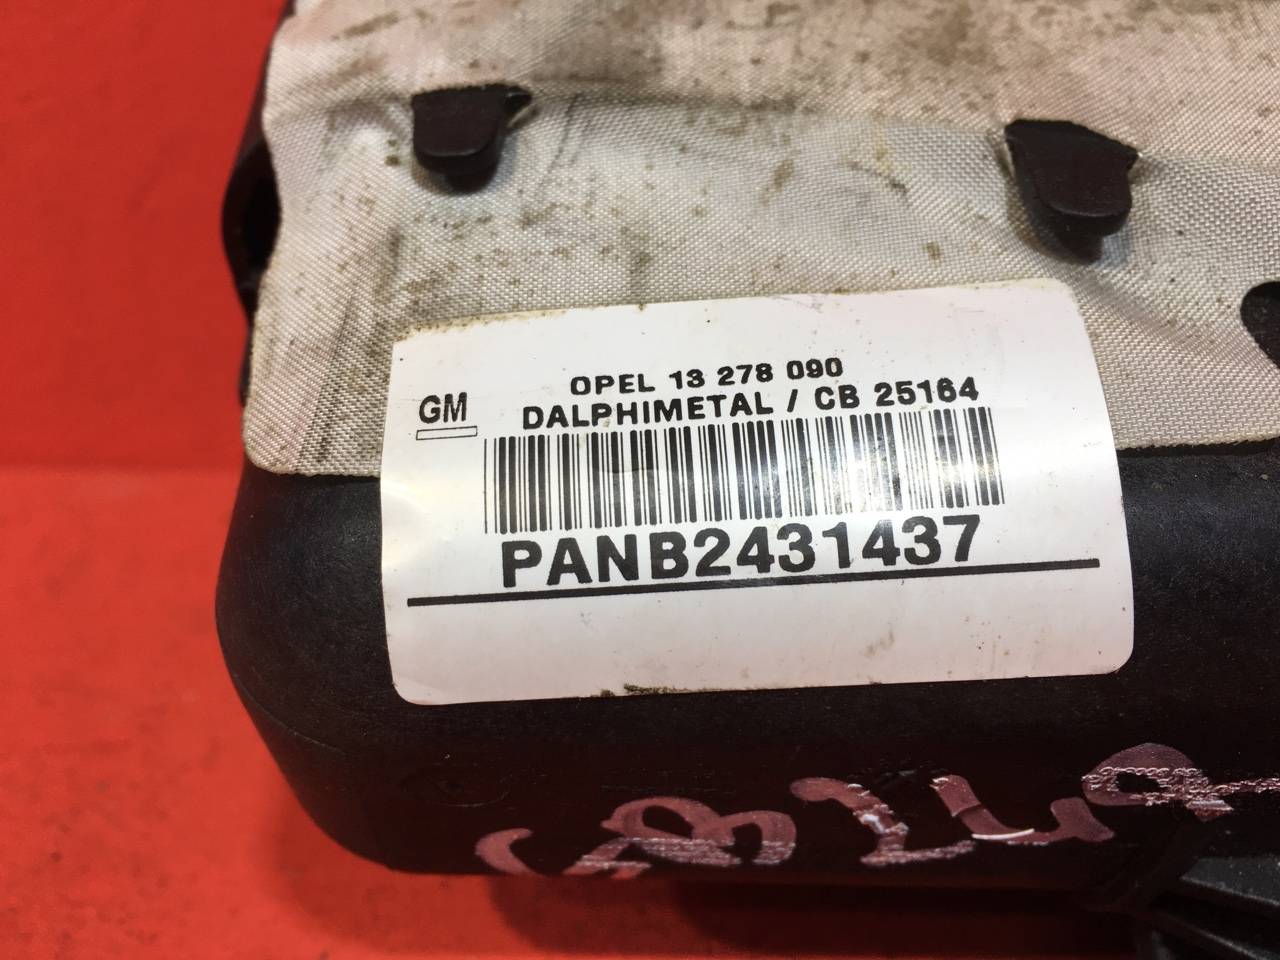 OPEL 13 278 090
GM
DALPHIMETAL / CB 25164
PANB2431437